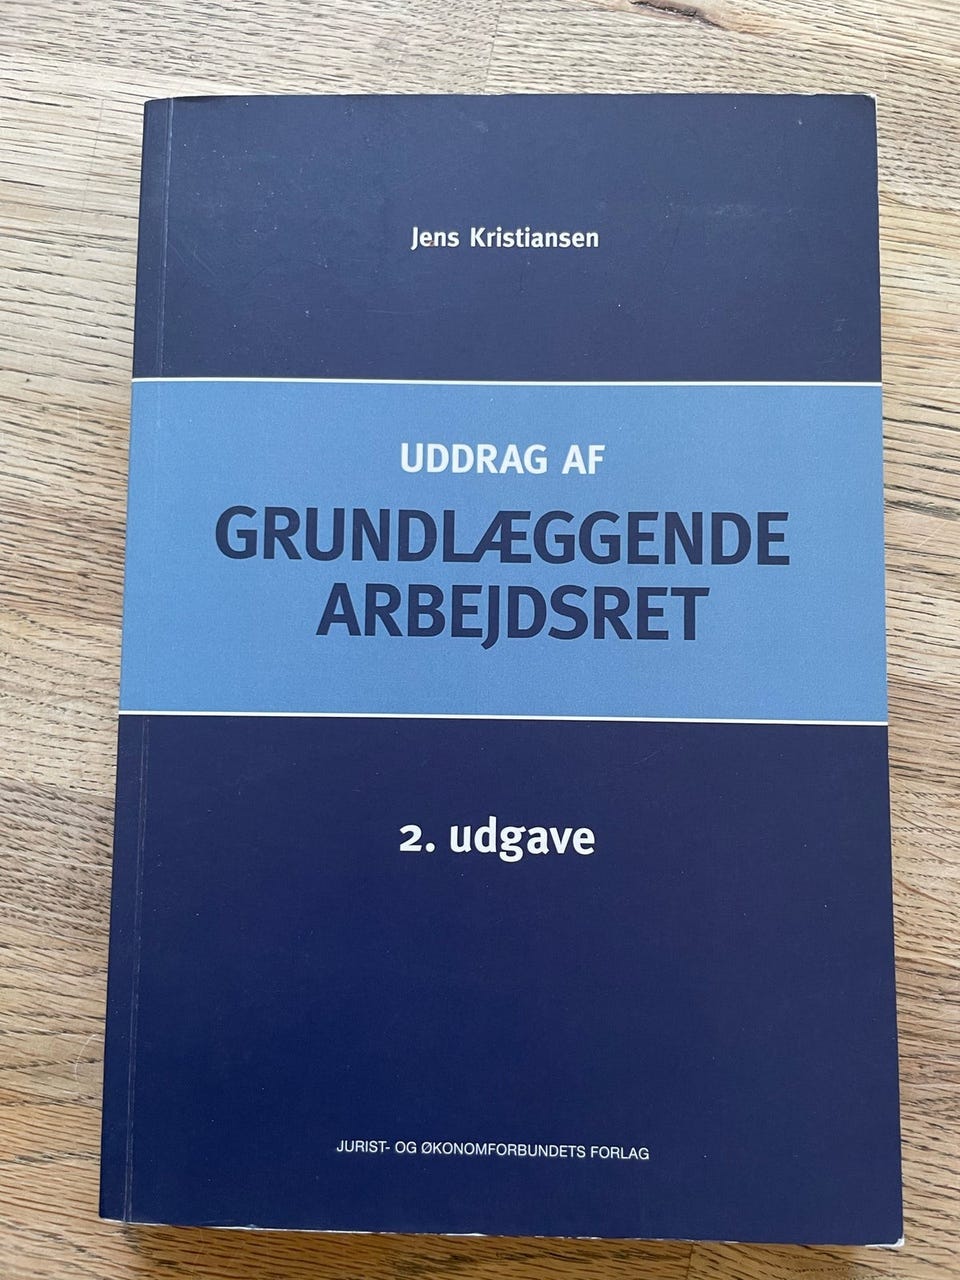 Jens Kristiansen
UDDRAG AF
GRUNDLÆGGENDE
ARBEJDSRET
2. udgave
JURIST- OG ØKONOMFORBUNDETS FORLAG